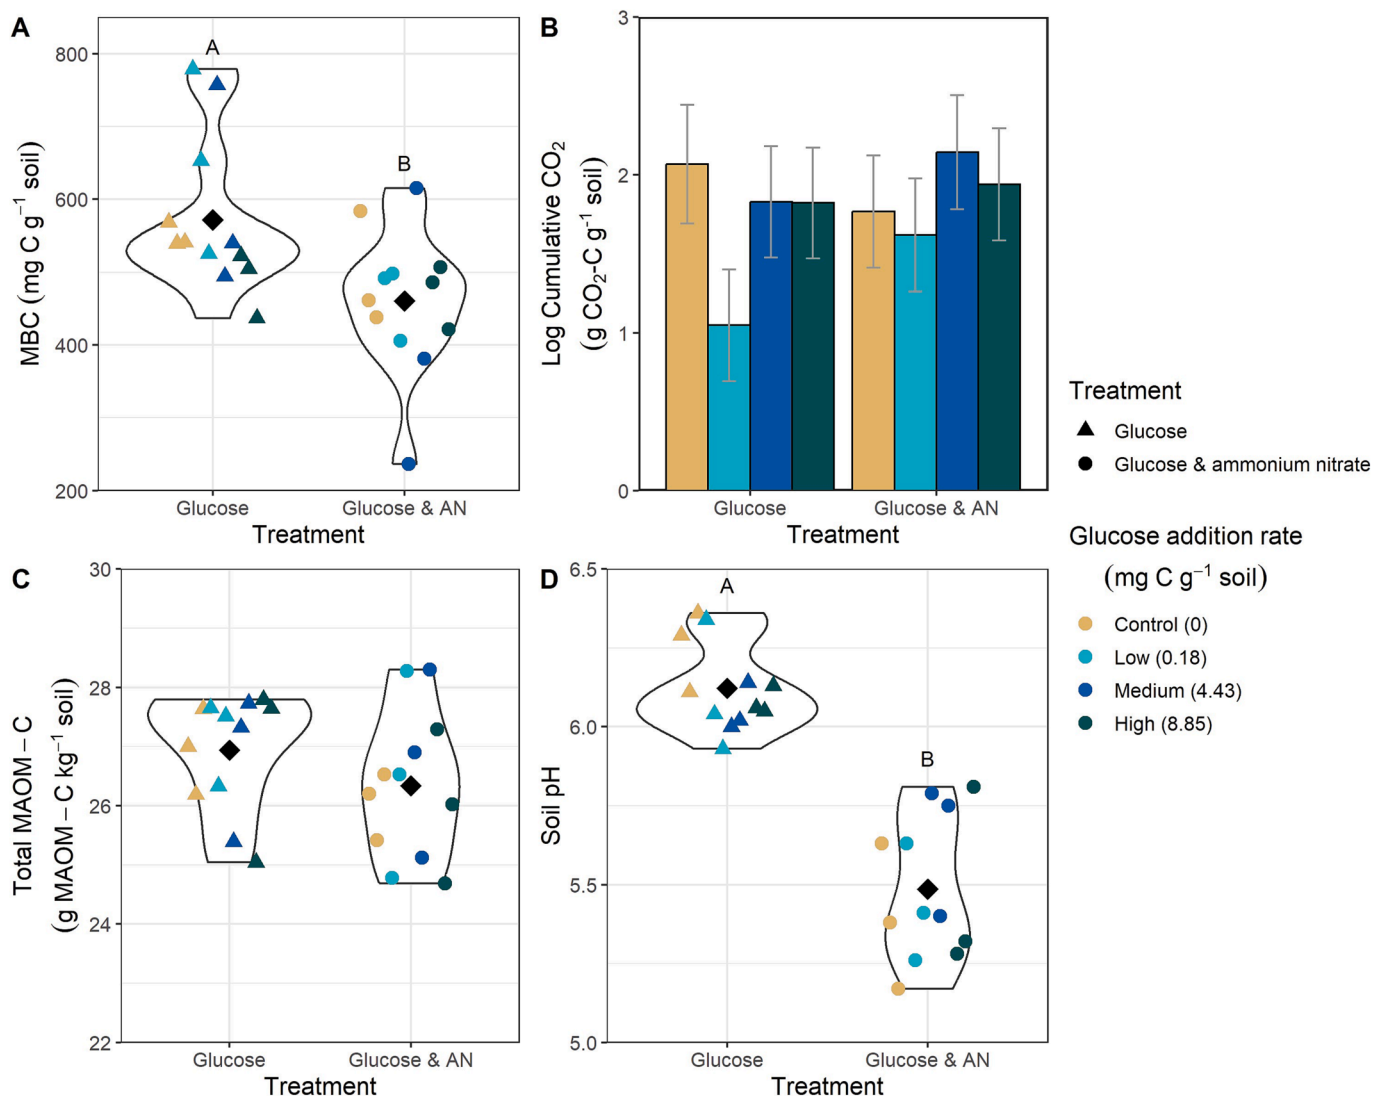 A
800
600
400
200
MBC (mg C g⁻¹ soil)
A
B
Glucose
Glucose & AN
Treatment
B
3
2
1
0
Log Cumulative CO₂
(g CO₂-C g⁻¹ soil)
Glucose
Glucose & AN
Treatment
C
30
28
26
24
22
Total MAOM – C
(g MAOM – C kg⁻¹ soil)
Glucose
Glucose & AN
Treatment
D
6.5
6.0
5.5
5.0
Soil pH
A
B
Glucose
Glucose & AN
Treatment
Treatment
Glucose
Glucose & ammonium nitrate
Glucose addition rate
(mg C g⁻¹ soil)
Control (0)
Low (0.18)
Medium (4.43)
High (8.85)